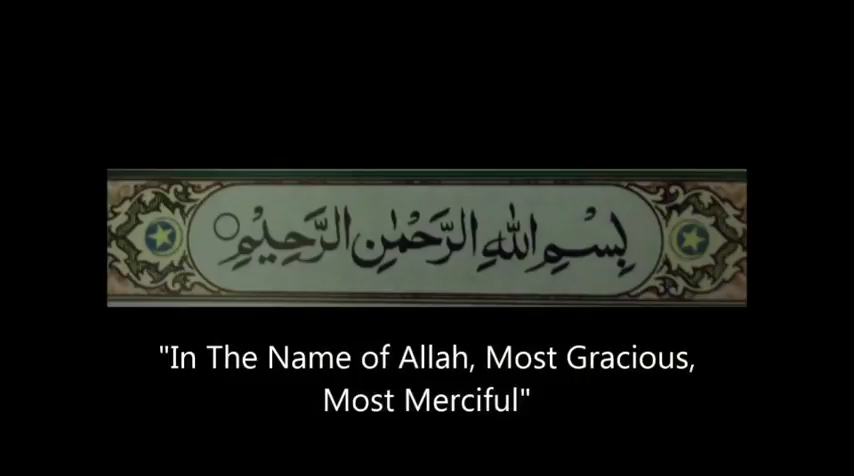 بِسْمِ اللهِ الرَّحْمٰنِ الرَّحِيْمِ ○
"In The Name of Allah, Most Gracious,
Most Merciful"